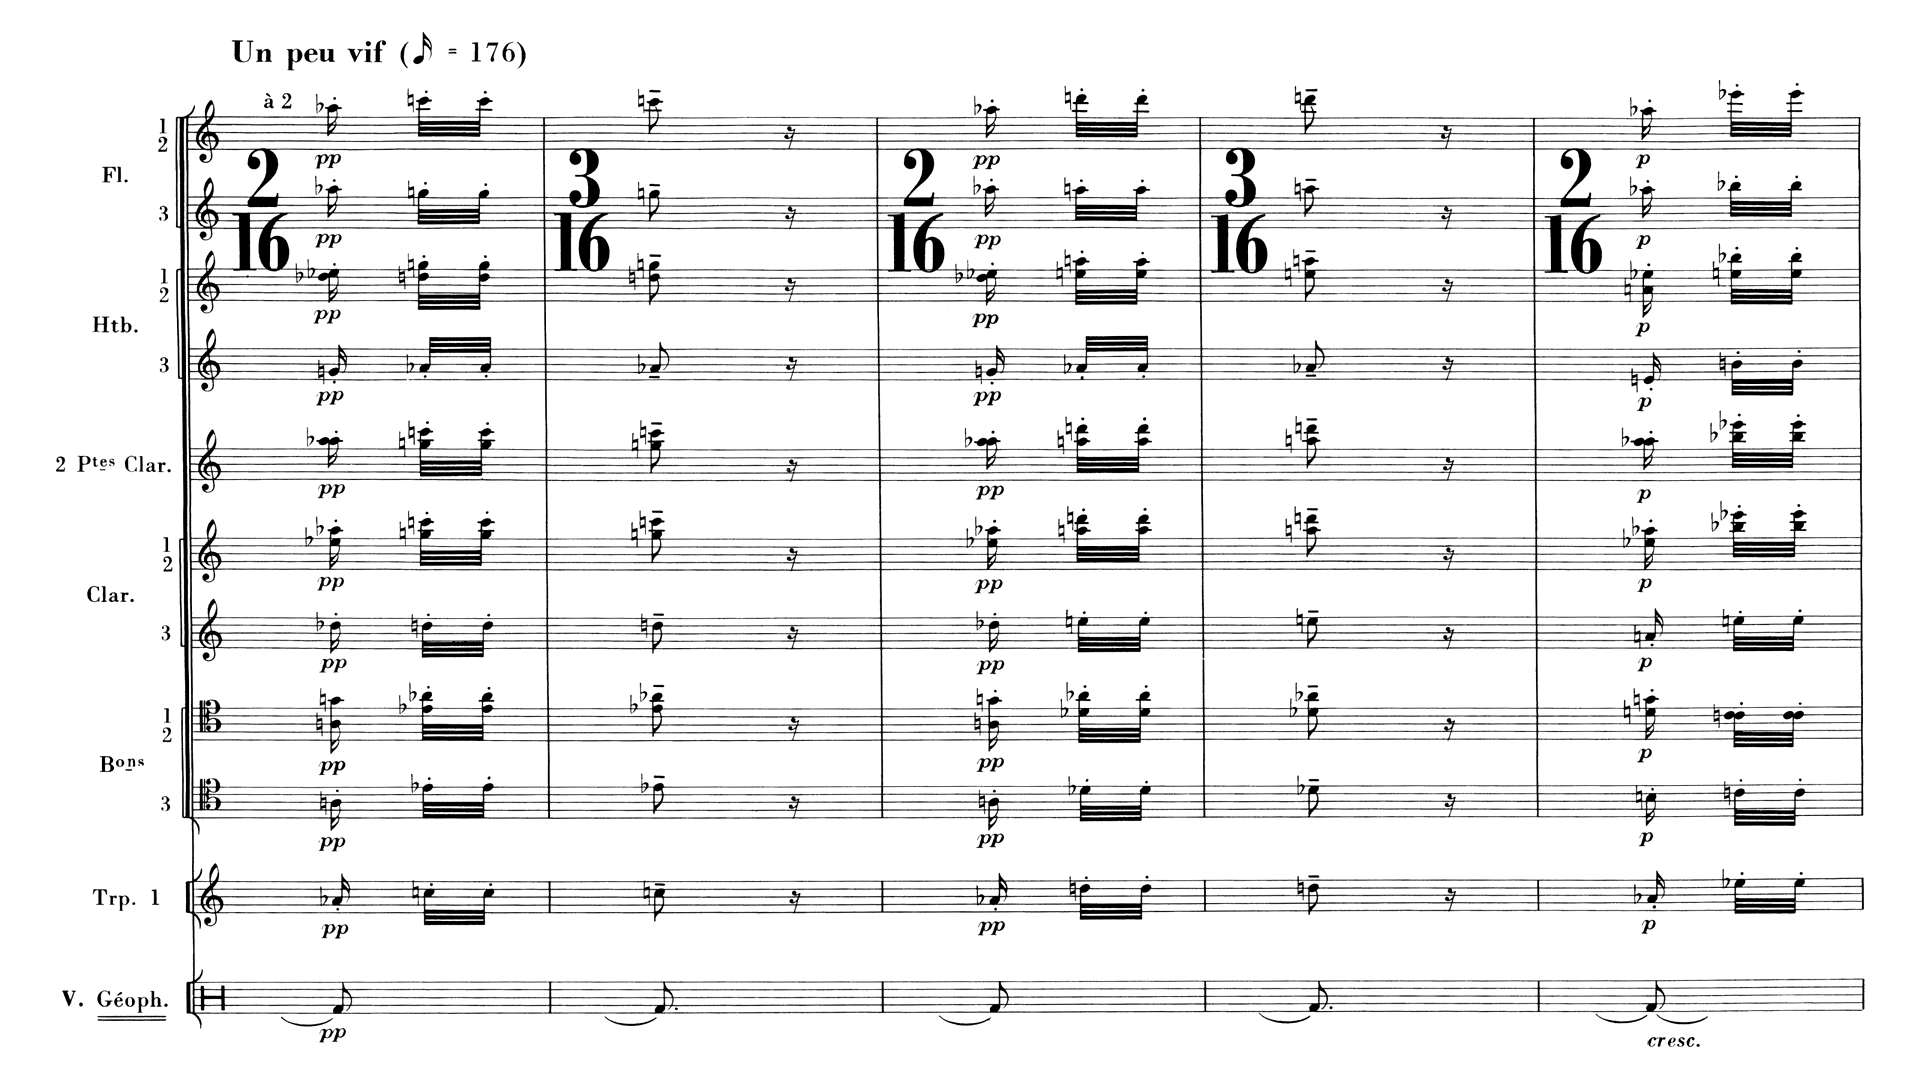 Un peu vif (♪ = 176)
à 2
1
2
Fl.
3
2 3 2 3 2
16 16 16 16 16
pp pp p
pp pp p
1
2
Htb.
3
pp pp p
pp pp p
2 Ptes Clar.
pp pp p
1
2
Clar.
3
pp pp p
pp pp p
1
2
Bons
3
pp pp p
pp pp p
Trp. 1
pp pp p
V. Géoph.
pp
cresc.